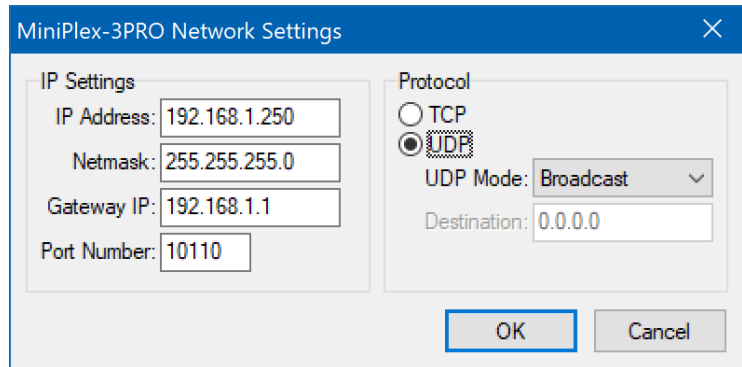 MiniPlex-3PRO Network Settings
IP Settings
IP Address: 192.168.1.250
Netmask: 255.255.255.0
Gateway IP: 192.168.1.1
Port Number: 10110
Protocol
TCP
UDP
UDP Mode: Broadcast
Destination: 0.0.0.0
OK Cancel